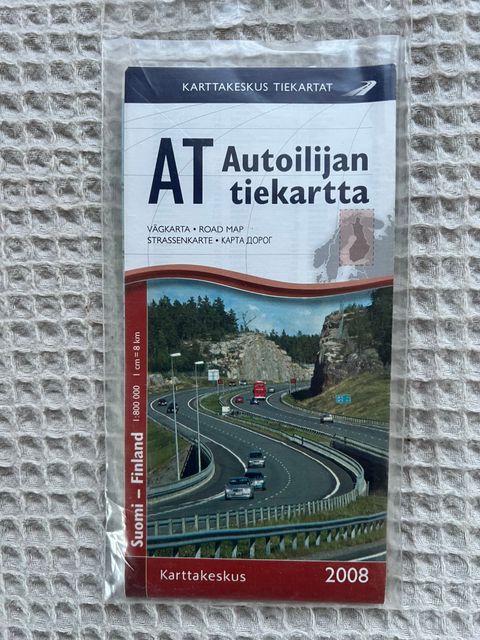 KARTTAKESKUS TIEKARTAT
AT Autoilijan
tiekartta
VÄGKARTA • ROAD MAP
STRASSENKARTE • КАРТА ДОРОГ
Suomi – Finland 1:800 000 1 cm = 8 km
Karttakeskus 2008